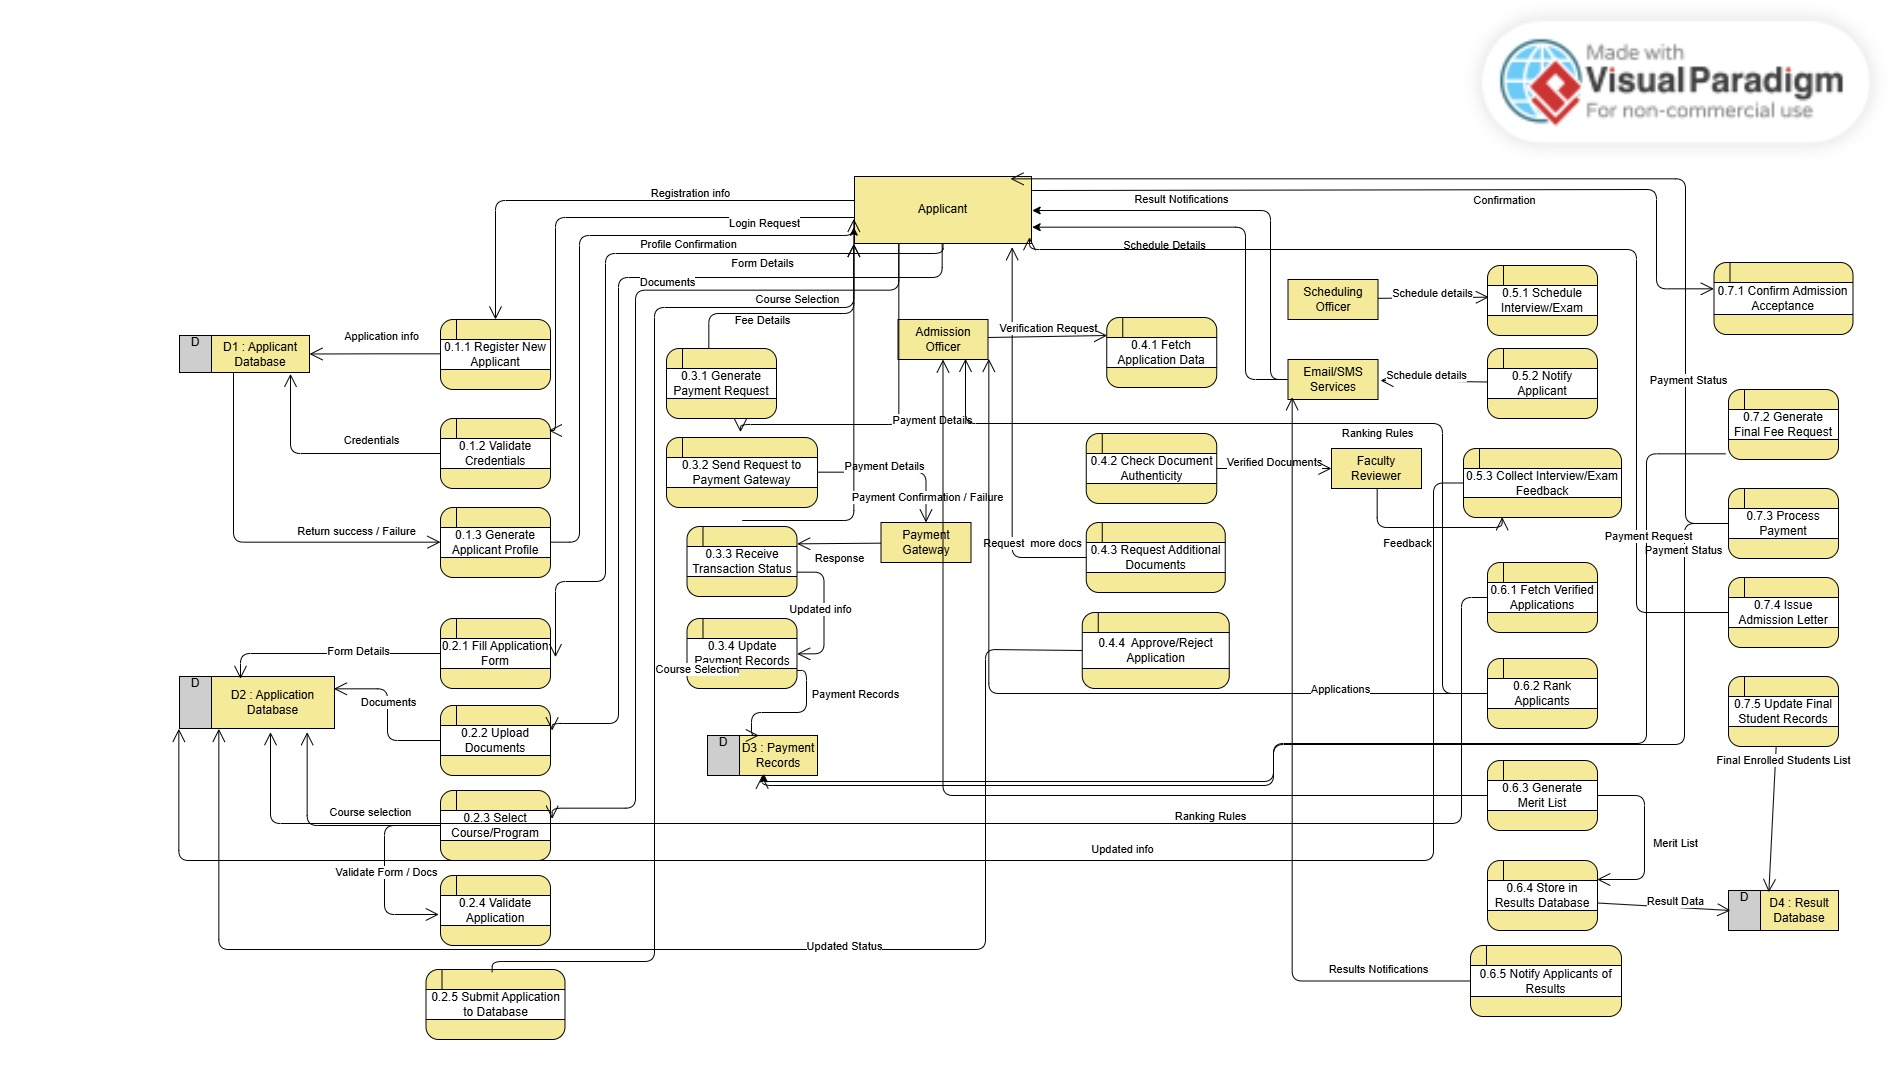 Made with
Visual Paradigm
For non-commercial use
Applicant
Registration info
Login Request
Profile Confirmation
Form Details
Documents
Course Selection
Fee Details
Result Notifications
Confirmation
Schedule Details
Scheduling
Officer
Schedule details
0.5.1 Schedule
Interview/Exam
0.7.1 Confirm Admission
Acceptance
D
D1 : Applicant
Database
Application info
0.1.1 Register New
Applicant
Admission
Officer
Verification Request
0.4.1 Fetch
Application Data
Email/SMS
Services
Schedule details
0.5.2 Notify
Applicant
Payment Status
0.3.1 Generate
Payment Request
Payment Details
0.7.2 Generate
Final Fee Request
Credentials
0.1.2 Validate
Credentials
0.3.2 Send Request to
Payment Gateway
Payment Details
Payment Confirmation / Failure
0.4.2 Check Document
Authenticity
Verified Documents
Ranking Rules
Faculty
Reviewer
0.5.3 Collect Interview/Exam
Feedback
Feedback
Return success / Failure
0.1.3 Generate
Applicant Profile
0.3.3 Receive
Transaction Status
Response
Payment
Gateway
Request  more docs
0.4.3 Request Additional
Documents
Payment Request
Payment Status
0.7.3 Process
Payment
Updated info
0.6.1 Fetch Verified
Applications
0.7.4 Issue
Admission Letter
Form Details
0.2.1 Fill Application
Form
0.3.4 Update
Payment Records
Course Selection
0.4.4  Approve/Reject
Application
D
D2 : Application
Database
Documents
0.2.2 Upload
Documents
Payment Records
D
D3 : Payment
Records
Applications
0.6.2 Rank
Applicants
0.7.5 Update Final
Student Records
Final Enrolled Students List
Course selection
0.2.3 Select
Course/Program
Ranking Rules
0.6.3 Generate
Merit List
Merit List
Updated info
Validate Form / Docs
0.2.4 Validate
Application
0.6.4 Store in
Results Database
Result Data
D
D4 : Result
Database
Updated Status
0.2.5 Submit Application
to Database
Results Notifications
0.6.5 Notify Applicants of
Results